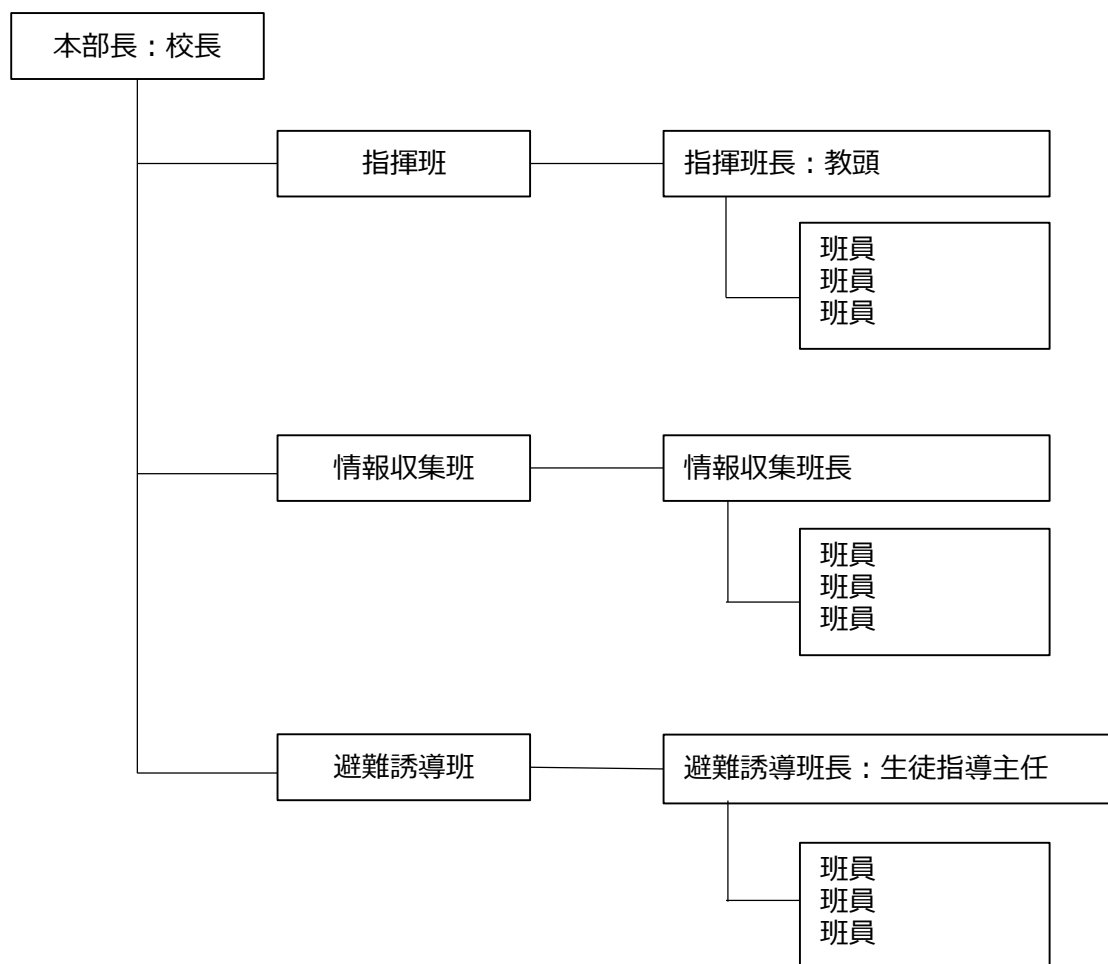 本部長：校長
指揮班
指揮班長：教頭
班員
班員
班員
情報収集班
情報収集班長
班員
班員
班員
避難誘導班
避難誘導班長：生徒指導主任
班員
班員
班員